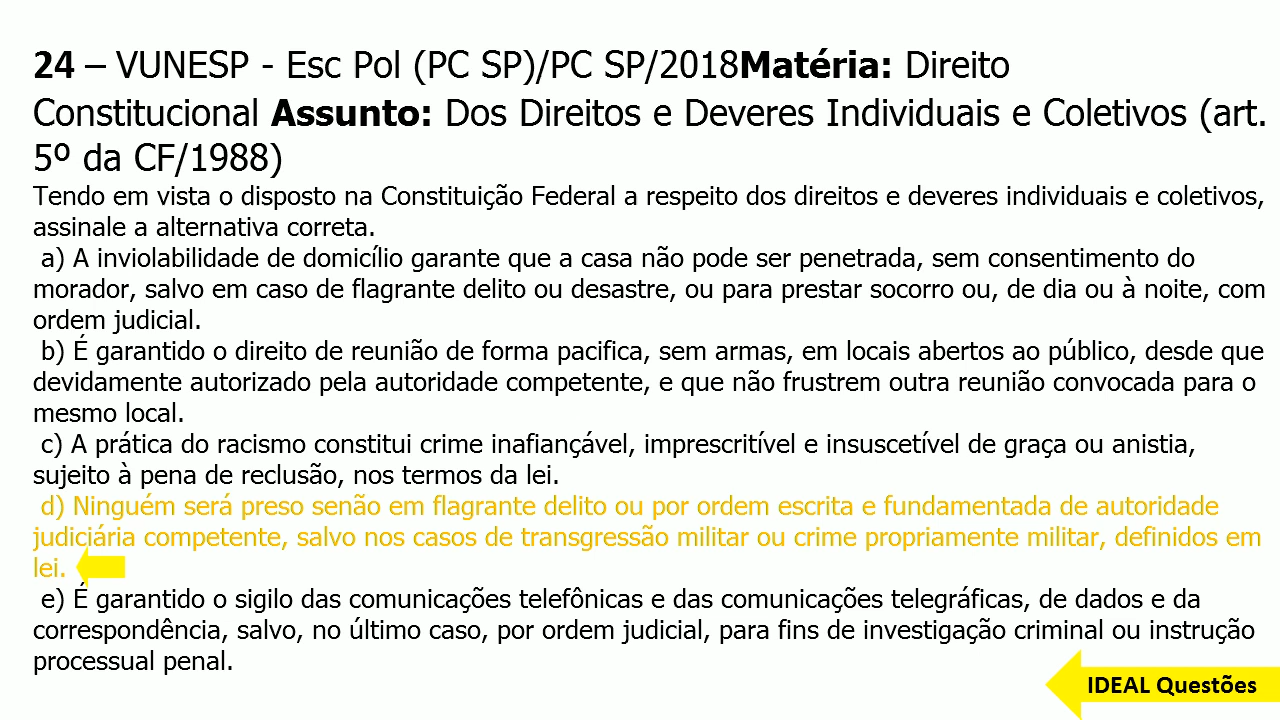 24 – VUNESP - Esc Pol (PC SP)/PC SP/2018Matéria: Direito
Constitucional Assunto: Dos Direitos e Deveres Individuais e Coletivos (art.
5º da CF/1988)
Tendo em vista o disposto na Constituição Federal a respeito dos direitos e deveres individuais e coletivos,
assinale a alternativa correta.
a) A inviolabilidade de domicílio garante que a casa não pode ser penetrada, sem consentimento do
morador, salvo em caso de flagrante delito ou desastre, ou para prestar socorro ou, de dia ou à noite, com
ordem judicial.
b) É garantido o direito de reunião de forma pacifica, sem armas, em locais abertos ao público, desde que
devidamente autorizado pela autoridade competente, e que não frustrem outra reunião convocada para o
mesmo local.
c) A prática do racismo constitui crime inafiançável, imprescritível e insuscetível de graça ou anistia,
sujeito à pena de reclusão, nos termos da lei.
d) Ninguém será preso senão em flagrante delito ou por ordem escrita e fundamentada de autoridade
judiciária competente, salvo nos casos de transgressão militar ou crime propriamente militar, definidos em
lei.
e) É garantido o sigilo das comunicações telefônicas e das comunicações telegráficas, de dados e da
correspondência, salvo, no último caso, por ordem judicial, para fins de investigação criminal ou instrução
processual penal.
IDEAL Questões